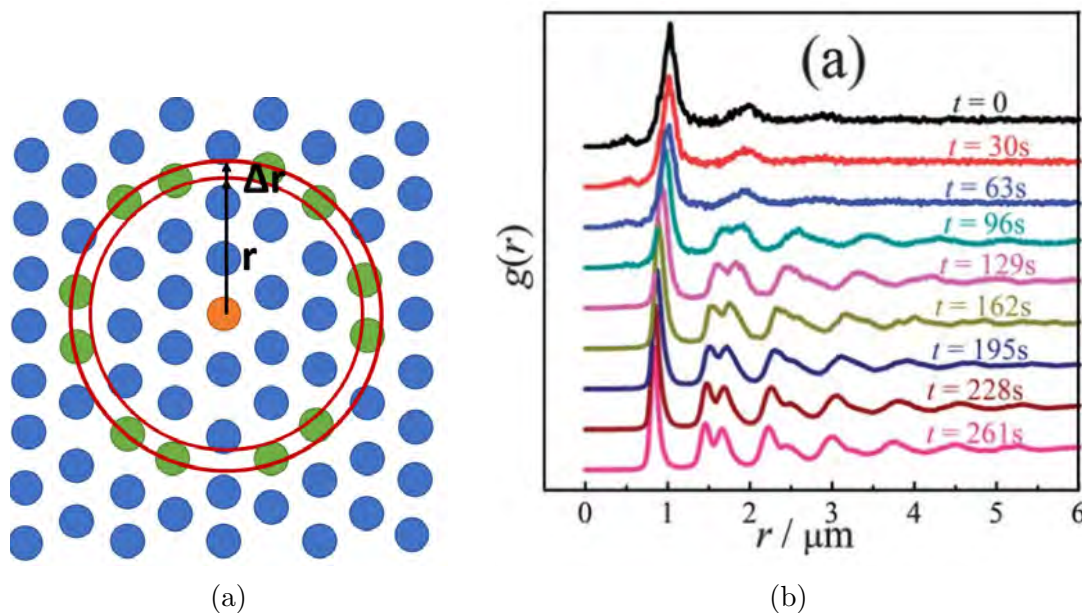 Δr
r
(a)
(a)
t = 0
t = 30s
t = 63s
t = 96s
t = 129s
t = 162s
t = 195s
t = 228s
t = 261s
g(r)
0 1 2 3 4 5 6
r / μm
(b)